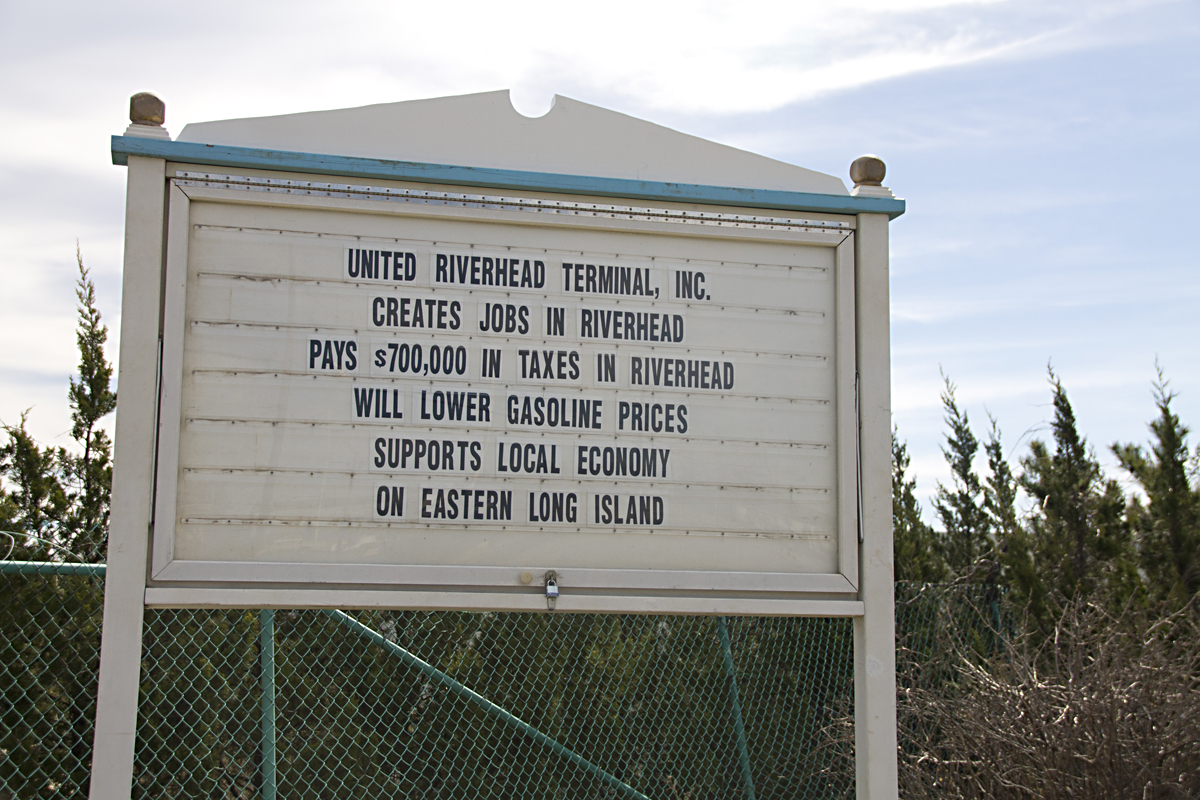 UNITED RIVERHEAD TERMINAL, INC.
CREATES JOBS IN RIVERHEAD
PAYS $700,000 IN TAXES IN RIVERHEAD
WILL LOWER GASOLINE PRICES
SUPPORTS LOCAL ECONOMY
ON EASTERN LONG ISLAND